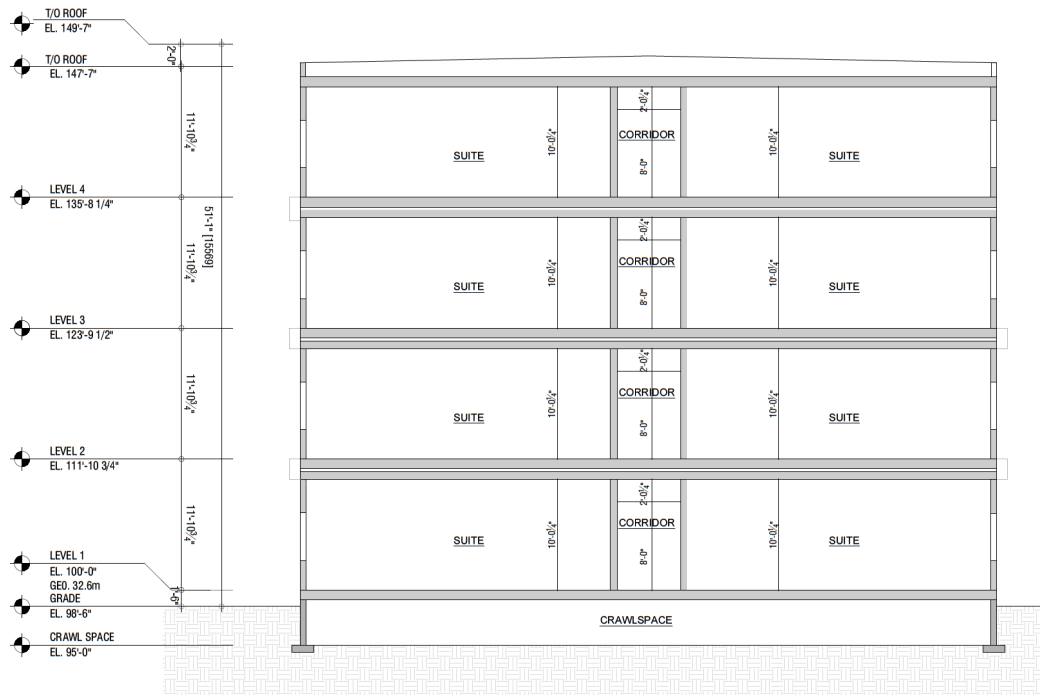 T/O ROOF
EL. 149'-7"
T/O ROOF
EL. 147'-7"
2'-0"
11'-10¾"
LEVEL 4
EL. 135'-8 1/4"
51'-1" [15569]
11'-10¾"
LEVEL 3
EL. 123'-9 1/2"
11'-10¾"
LEVEL 2
EL. 111'-10 3/4"
11'-10¾"
LEVEL 1
EL. 100'-0"
GEO. 32.6m
GRADE
EL. 98'-6"
1'-6"
CRAWL SPACE
EL. 95'-0"
SUITE
10'-0¼"
2'-0¼"
CORRIDOR
8'-0"
10'-0¼"
SUITE
SUITE
10'-0¼"
2'-0¼"
CORRIDOR
8'-0"
10'-0¼"
SUITE
SUITE
10'-0¼"
2'-0¼"
CORRIDOR
8'-0"
10'-0¼"
SUITE
SUITE
10'-0¼"
2'-0¼"
CORRIDOR
8'-0"
10'-0¼"
SUITE
CRAWLSPACE